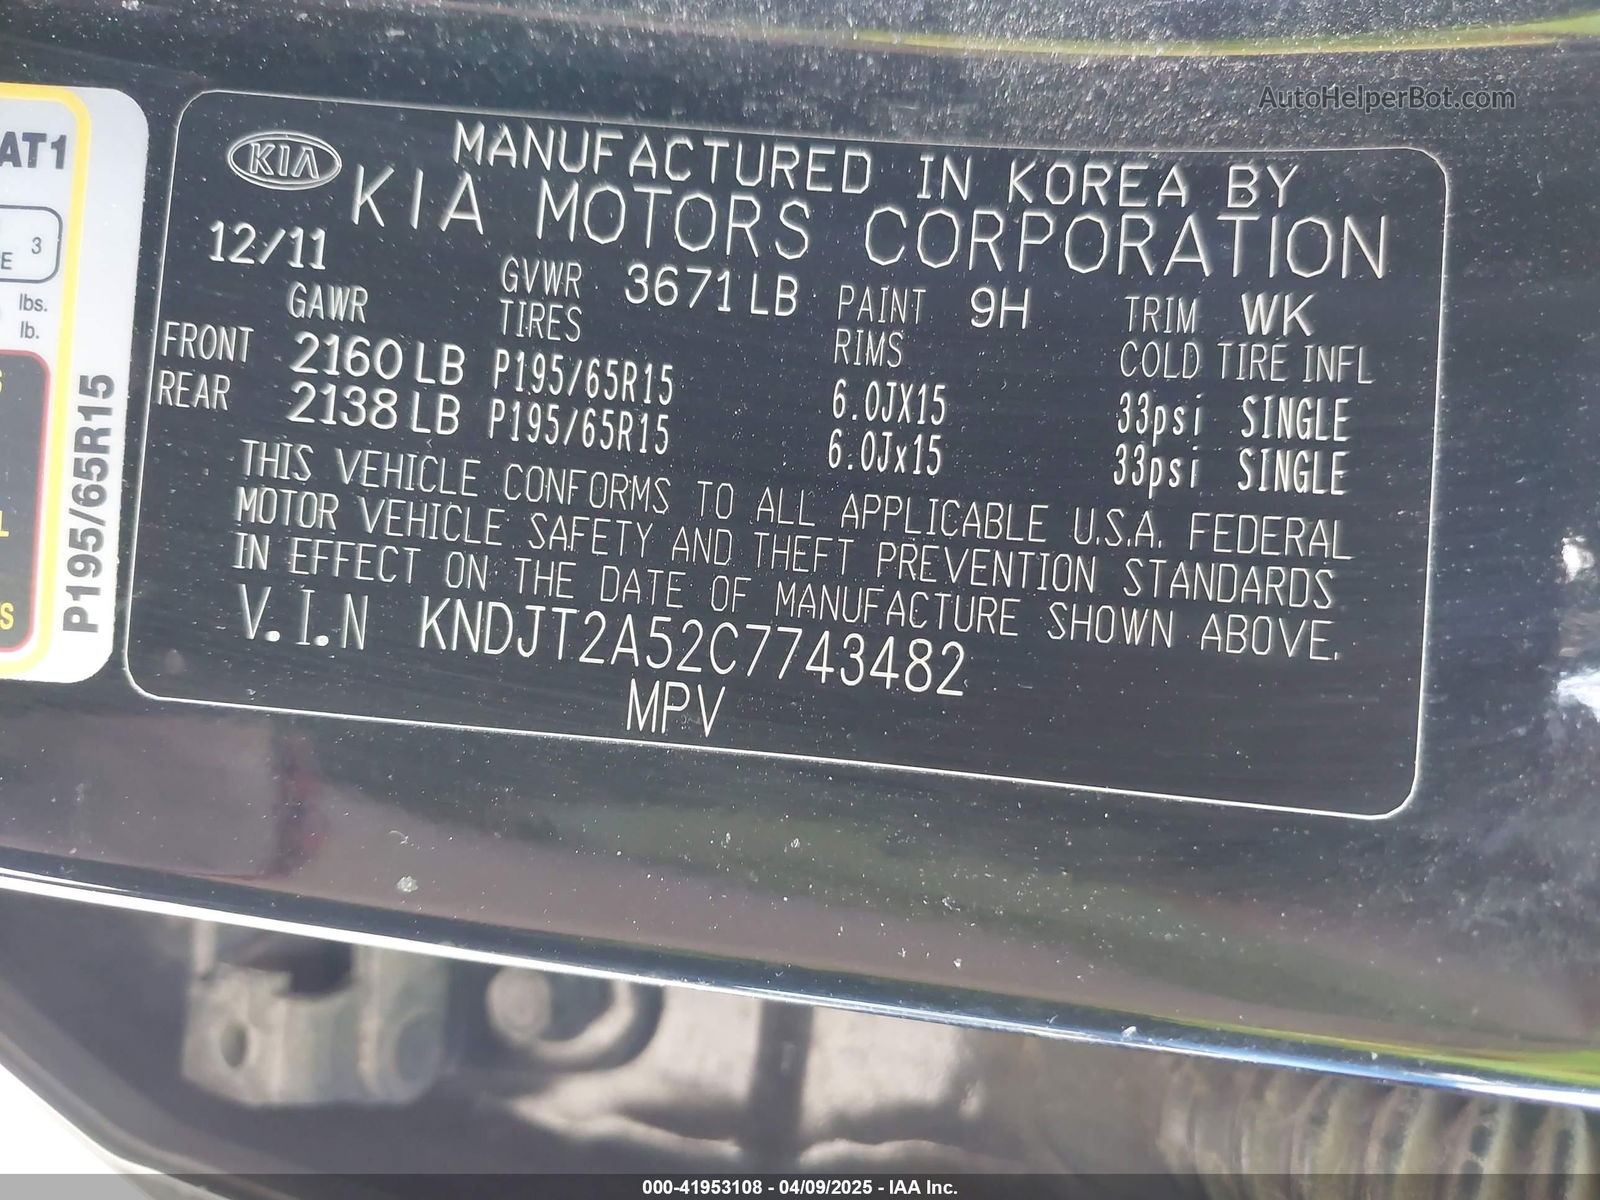 AutoHelperBot.com
AT1
3
E
lbs.
lb.
S
L
S
P195/65R15
KIA
MANUFACTURED IN KOREA BY
KIA MOTORS CORPORATION
12/11
GVWR 3671LB PAINT 9H TRIM WK
GAWR TIRES RIMS COLD TIRE INFL
FRONT 2160 LB P195/65R15 6.0JX15 33psi SINGLE
REAR 2138 LB P195/65R15 6.0Jx15 33psi SINGLE
THIS VEHICLE CONFORMS TO ALL APPLICABLE U.S.A. FEDERAL
MOTOR VEHICLE SAFETY AND THEFT PREVENTION STANDARDS
IN EFFECT ON THE DATE OF MANUFACTURE SHOWN ABOVE.
V.I.N KNDJT2A52C7743482
MPV
000-41953108 - 04/09/2025 - IAA Inc.